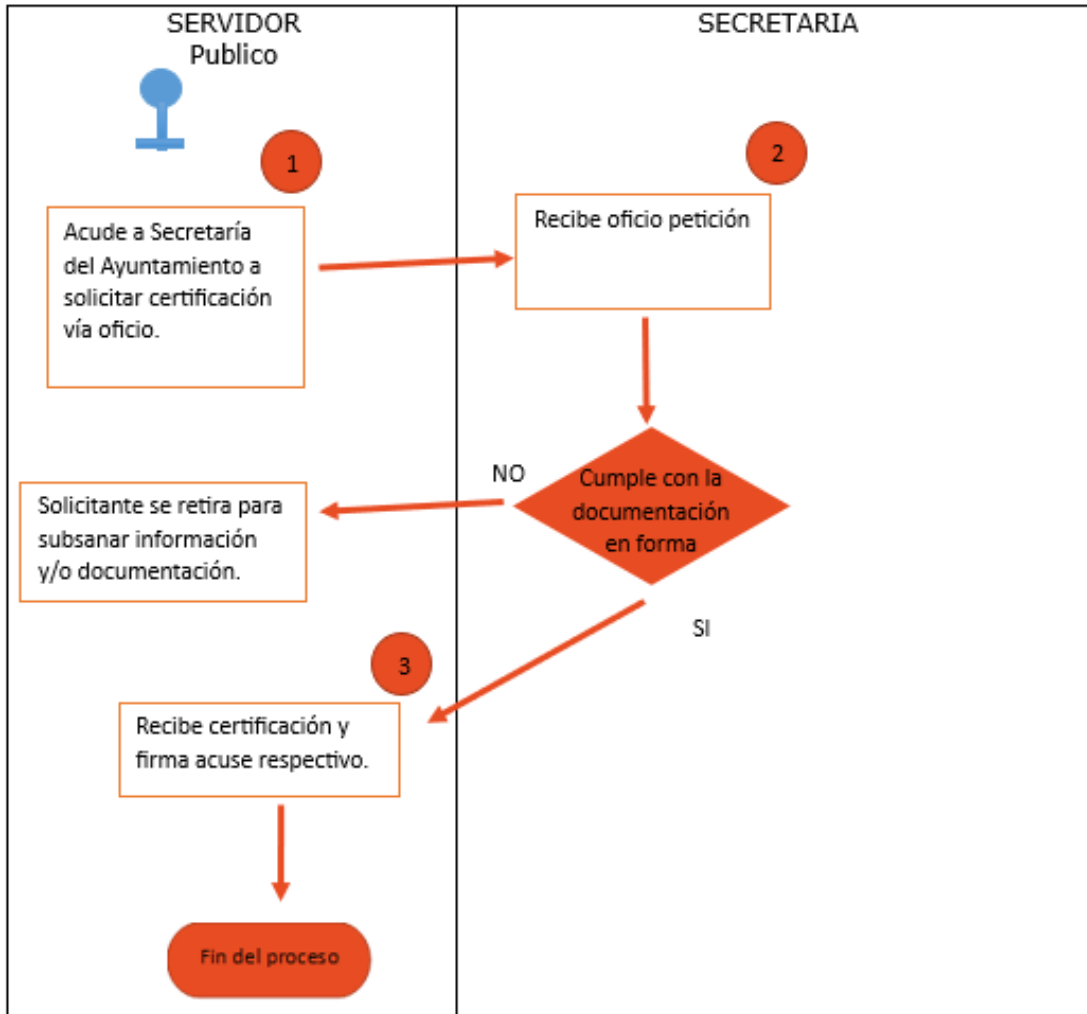 SERVIDOR
Publico
SECRETARIA
1
Acude a Secretaría
del Ayuntamiento a
solicitar certificación
vía oficio.
2
Recibe oficio petición
Cumple con la
documentación
en forma
NO
Solicitante se retira para
subsanar información
y/o documentación.
SI
3
Recibe certificación y
firma acuse respectivo.
Fin del proceso